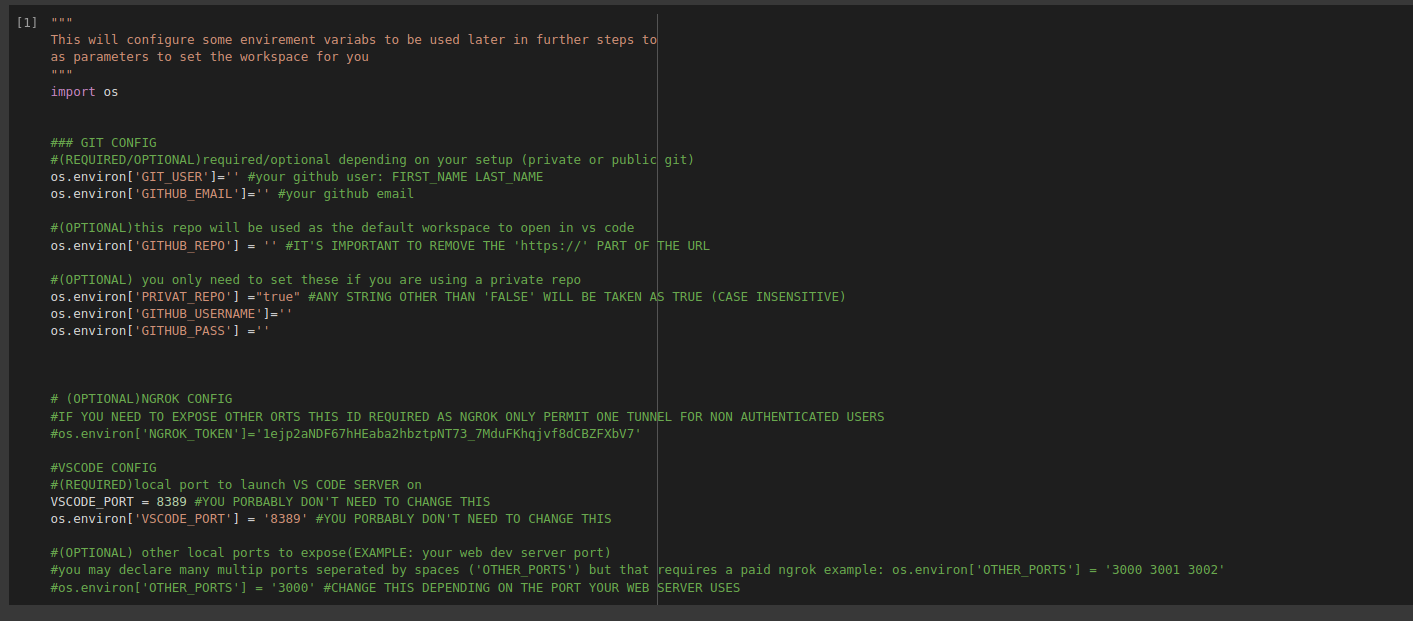 [1] """
This will configure some envirement variabs to be used later in further steps to
as parameters to set the workspace for you
"""
import os
### GIT CONFIG
#(REQUIRED/OPTIONAL)required/optional depending on your setup (private or public git)
os.environ['GIT_USER']='' #your github user: FIRST_NAME LAST_NAME
os.environ['GITHUB_EMAIL']='' #your github email
#(OPTIONAL)this repo will be used as the default workspace to open in vs code
os.environ['GITHUB_REPO'] = '' #IT'S IMPORTANT TO REMOVE THE 'https://' PART OF THE URL
#(OPTIONAL) you only need to set these if you are using a private repo
os.environ['PRIVAT_REPO'] ="true" #ANY STRING OTHER THAN 'FALSE' WILL BE TAKEN AS TRUE (CASE INSENSITIVE)
os.environ['GITHUB_USERNAME']=''
os.environ['GITHUB_PASS'] =''
# (OPTIONAL)NGROK CONFIG
#IF YOU NEED TO EXPOSE OTHER ORTS THIS ID REQUIRED AS NGROK ONLY PERMIT ONE TUNNEL FOR NON AUTHENTICATED USERS
#os.environ['NGROK_TOKEN']='1ejp2aNDF67hHEaba2hbztpNT73_7MduFKhqjvf8dCBZFXbV7'
#VSCODE CONFIG
#(REQUIRED)local port to launch VS CODE SERVER on
VSCODE_PORT = 8389 #YOU PORBABLY DON'T NEED TO CHANGE THIS
os.environ['VSCODE_PORT'] = '8389' #YOU PORBABLY DON'T NEED TO CHANGE THIS
#(OPTIONAL) other local ports to expose(EXAMPLE: your web dev server port)
#you may declare many multip ports seperated by spaces ('OTHER_PORTS') but that requires a paid ngrok example: os.environ['OTHER_PORTS'] = '3000 3001 3002'
#os.environ['OTHER_PORTS'] = '3000' #CHANGE THIS DEPENDING ON THE PORT YOUR WEB SERVER USES